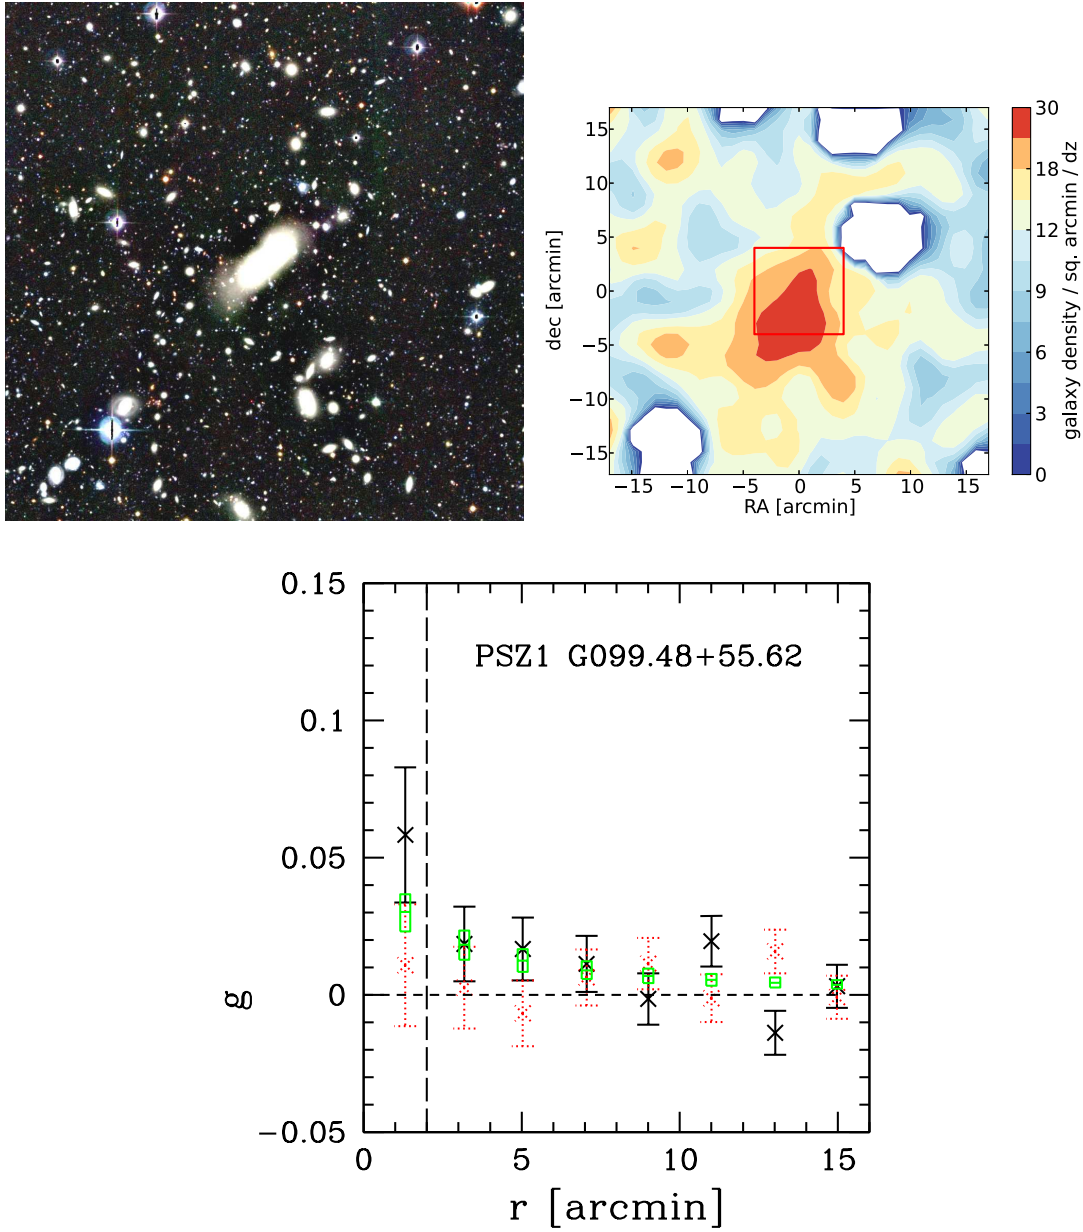 15
10
5
0
−5
−10
−15
dec [arcmin]
−15 −10 −5 0 5 10 15
RA [arcmin]
30
18
12
9
6
3
0
galaxy density / sq. arcmin / dz
0.15
0.1
0.05
0
−0.05
g
PSZ1 G099.48+55.62
0 5 10 15
r [arcmin]